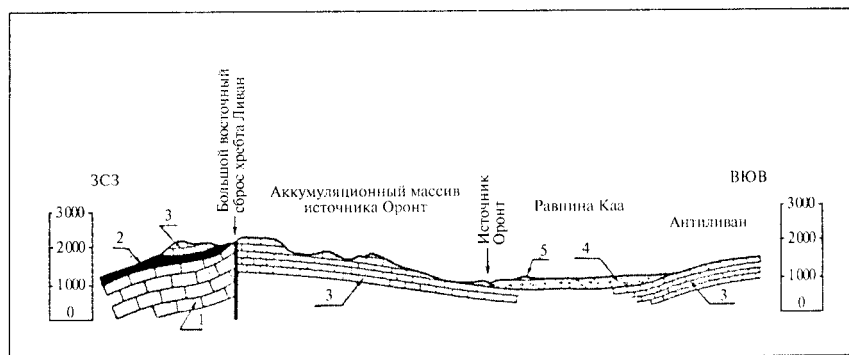 Большой восточный
сброс хребта Ливан
ЗСЗ
Аккумуляционный массив
источника Оронт
Источник
Оронт
Равнина Каа
ВЮВ
Антиливан
3000
2000
1000
0
2
3
1
3
5
4
3
3000
2000
1000
0